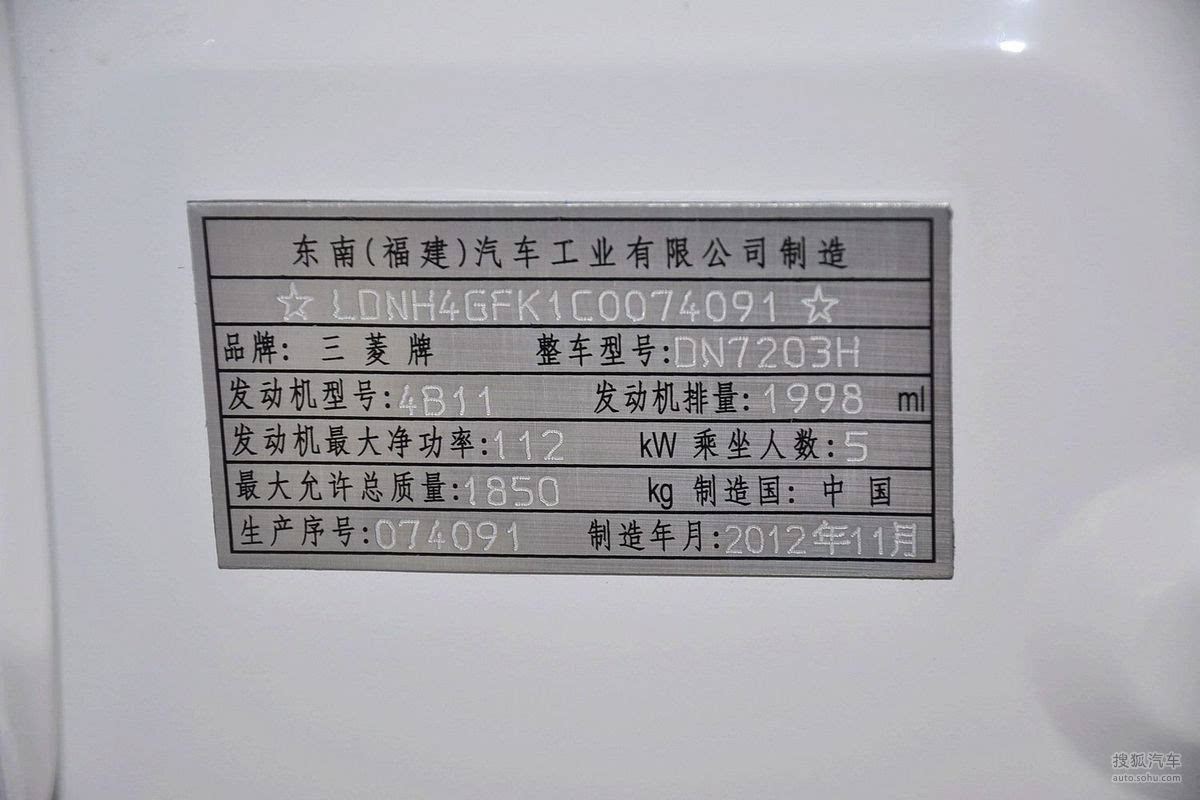 东南(福建)汽车工业有限公司制造
☆ LDNH4GFK1C0074091 ☆
品牌: 三菱牌 整车型号:DN7203H
发动机型号:4B11 发动机排量:1998 ml
发动机最大净功率:112 kW 乘坐人数:5
最大允许总质量:1850 kg 制造国: 中国
生产序号:074091 制造年月:2012年11月
搜狐汽车
auto.sohu.com